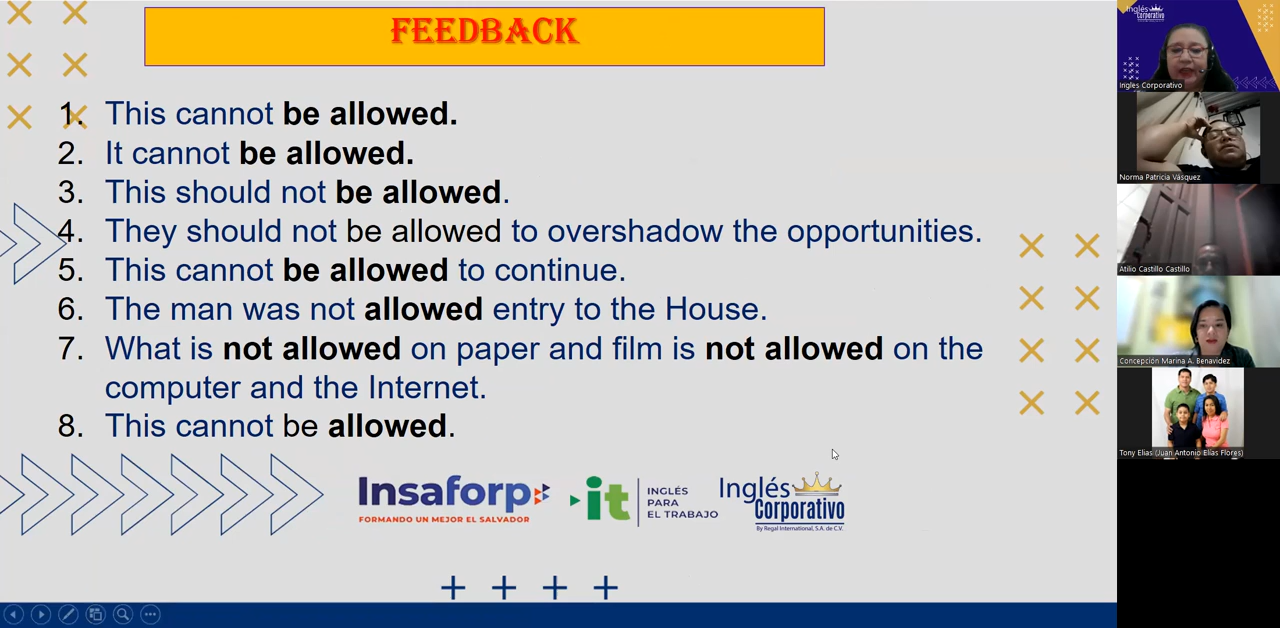 FEEDBACK
1. This cannot be allowed.
2. It cannot be allowed.
3. This should not be allowed.
4. They should not be allowed to overshadow the opportunities.
5. This cannot be allowed to continue.
6. The man was not allowed entry to the House.
7. What is not allowed on paper and film is not allowed on the
computer and the Internet.
8. This cannot be allowed.
Insaforp
FORMANDO UN MEJOR EL SALVADOR
it
INGLÉS
PARA
EL TRABAJO
Inglés
Corporativo
By Regal International, S.A. de C.V.
Inglés
Corporativo
Ingles Corporativo
Norma Patricia Vásquez
Atilio Castillo Castillo
Concepción Marina A. Benavidez
Tony Elias (Juan Antonio Elías Flores)